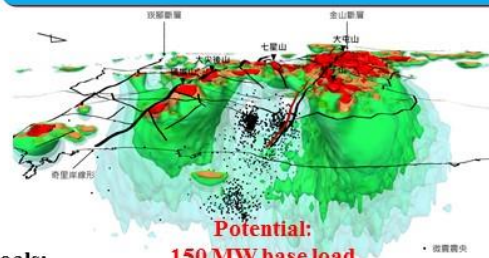 崁腳斷層
金山斷層
大屯山
七星山
大尖後山
奇里岸線形
Potential:
150 MW base load
• 微震震央